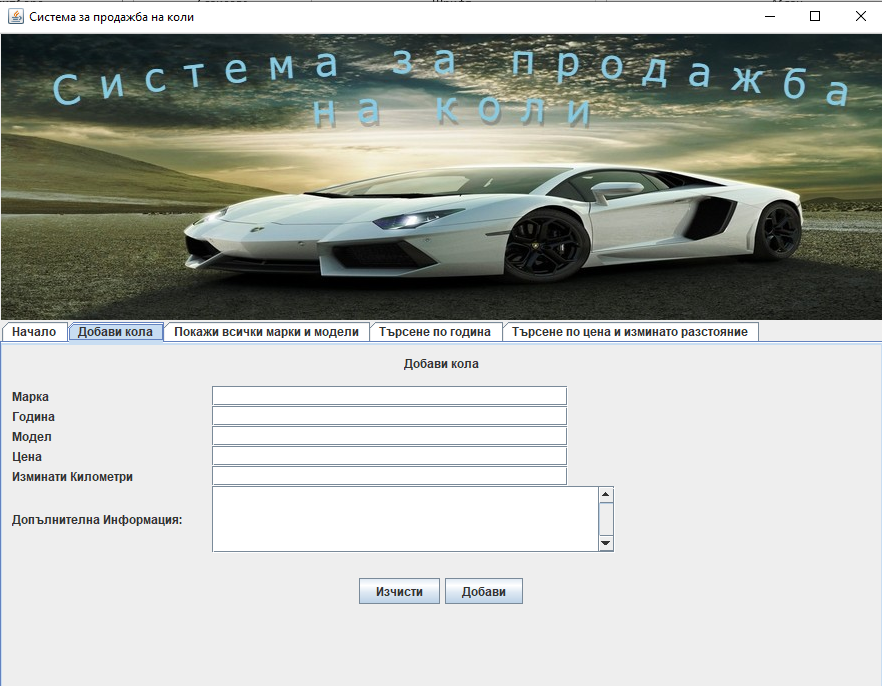 Система за продажба на коли
Система за продажба
на коли
Начало
Добави кола
Покажи всички марки и модели
Търсене по година
Търсене по цена и изминато разстояние
Добави кола
Марка
Година
Модел
Цена
Изминати Километри
Допълнителна Информация:
Изчисти
Добави